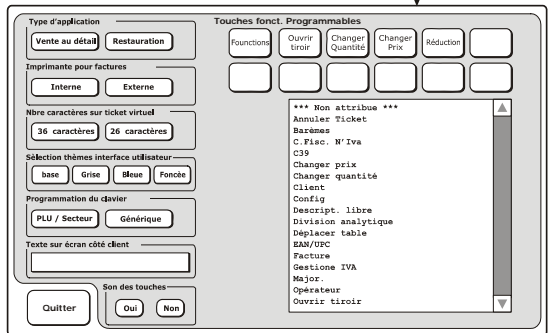 Type d'application
Vente au détail
Restauration
Imprimante pour factures
Interne
Externe
Nbre caractères sur ticket virtuel
36 caractères
26 caractères
Sèlection thèmes interface utilisateur
base
Grise
Bleue
Foncèe
Programmation du clavier
PLU / Secteur
Générique
Texte sur écran côté client
Quitter
Son des touches
Oui
Non
Touches fonct. Programmables
Founctions
Ouvrir
tiroir
Changer
Quantité
Changer
Prix
Réduction
*** Non attribue ***
Annuler Ticket
Barèmes
C.Fisc. N'Iva
C39
Changer prix
Changer quantité
Client
Config
Descript. libre
Division analytique
Déplacer table
EAN/UPC
Facture
Gestione IVA
Major.
Opérateur
Ouvrir tiroir